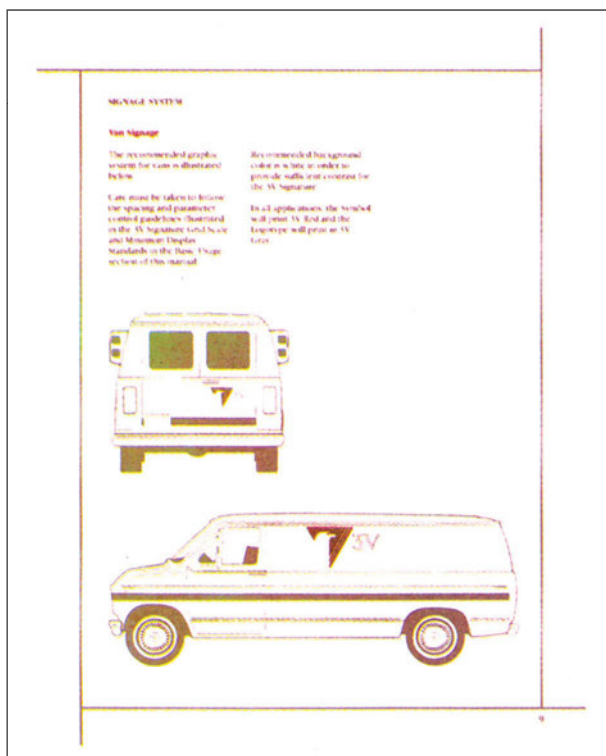 SIGNAGE SYSTEM
Van Signage
The recommended graphic
system for vans is illustrated
below
Care must be taken to follow
the spacing and parameter
control guidelines illustrated
in the 3V Signature Grid Scale
and Minimum Display
Standards in the Basic Usage
section of this manual
Recommended background
color is white in order to
provide sufficient contrast for
the 3V Signature
In all applications, the Symbol
will print 3V Red and the
Logotype will print in 3V
Gray
3V
9